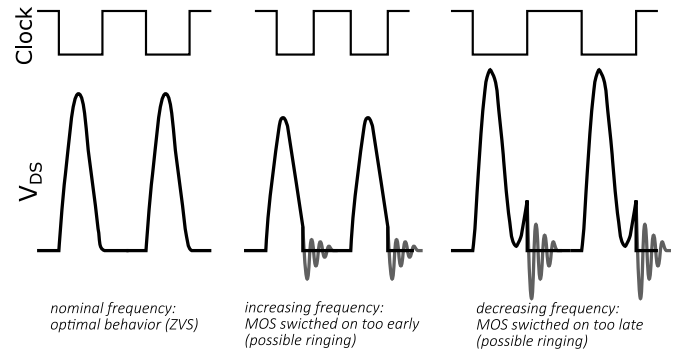 Clock
VDS
nominal frequency:
optimal behavior (ZVS)
increasing frequency:
MOS swicthed on too early
(possible ringing)
decreasing frequency:
MOS swicthed on too late
(possible ringing)